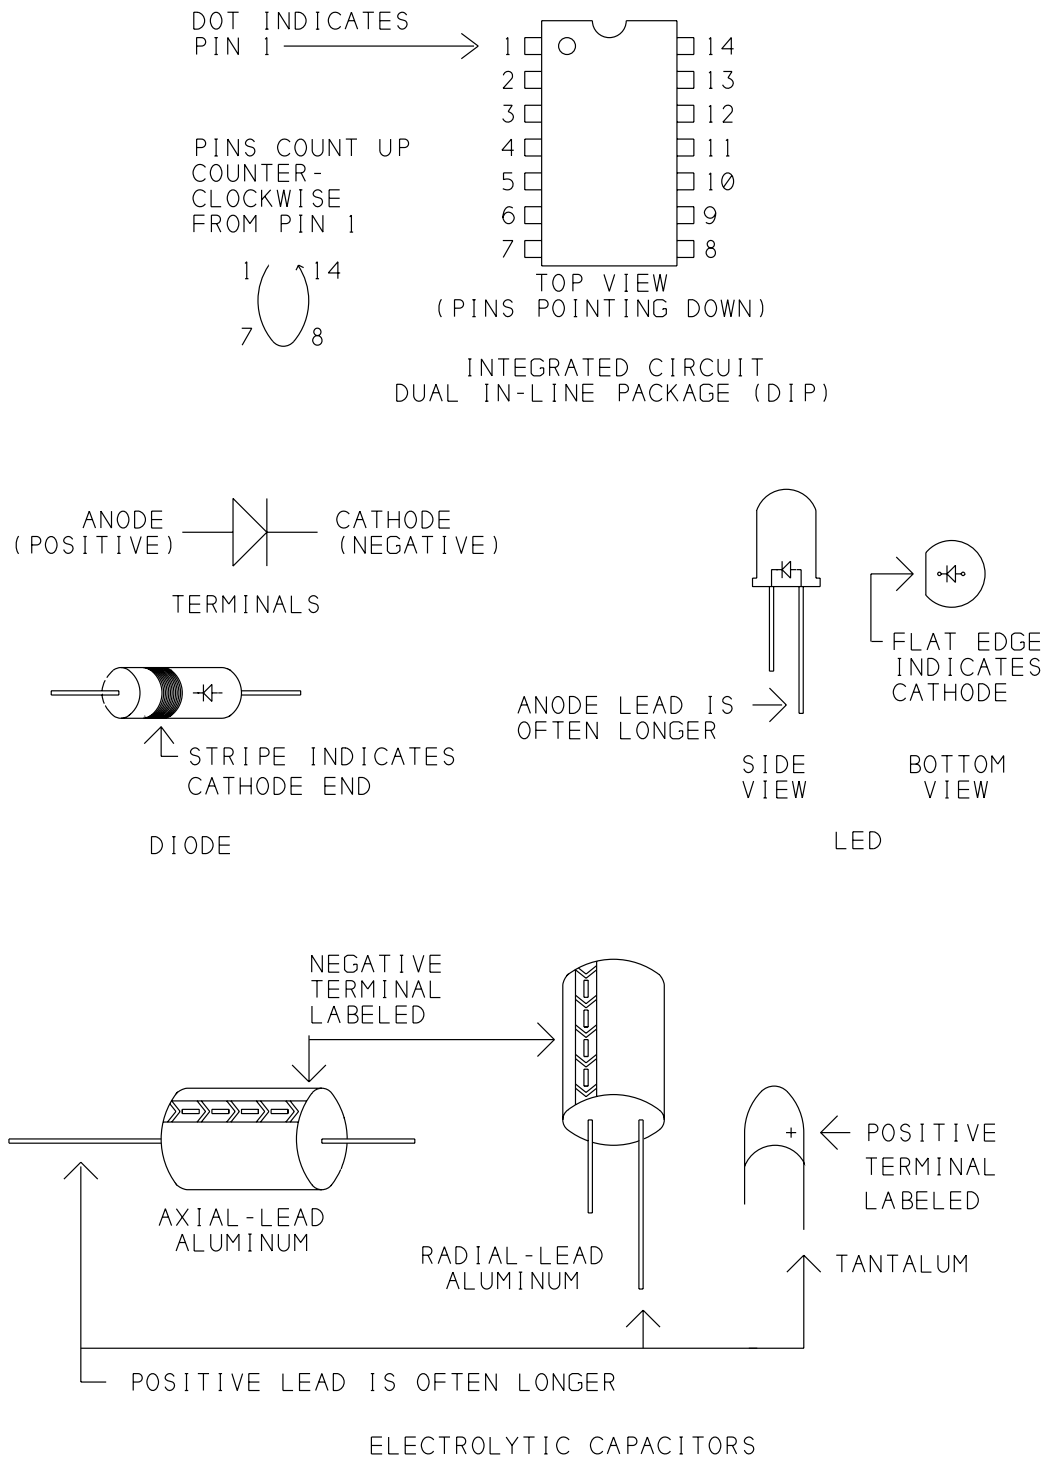 DOT INDICATES
PIN 1
1 14
2 13
3 12
4 11
5 10
6 9
7 8
PINS COUNT UP
COUNTER-
CLOCKWISE
FROM PIN 1
1 14
7 8
TOP VIEW
(PINS POINTING DOWN)
INTEGRATED CIRCUIT
DUAL IN-LINE PACKAGE (DIP)
ANODE
(POSITIVE)
CATHODE
(NEGATIVE)
TERMINALS
STRIPE INDICATES
CATHODE END
DIODE
FLAT EDGE
INDICATES
CATHODE
ANODE LEAD IS
OFTEN LONGER
SIDE
VIEW
BOTTOM
VIEW
LED
NEGATIVE
TERMINAL
LABELED
+
POSITIVE
TERMINAL
LABELED
AXIAL-LEAD
ALUMINUM
RADIAL-LEAD
ALUMINUM
TANTALUM
POSITIVE LEAD IS OFTEN LONGER
ELECTROLYTIC CAPACITORS